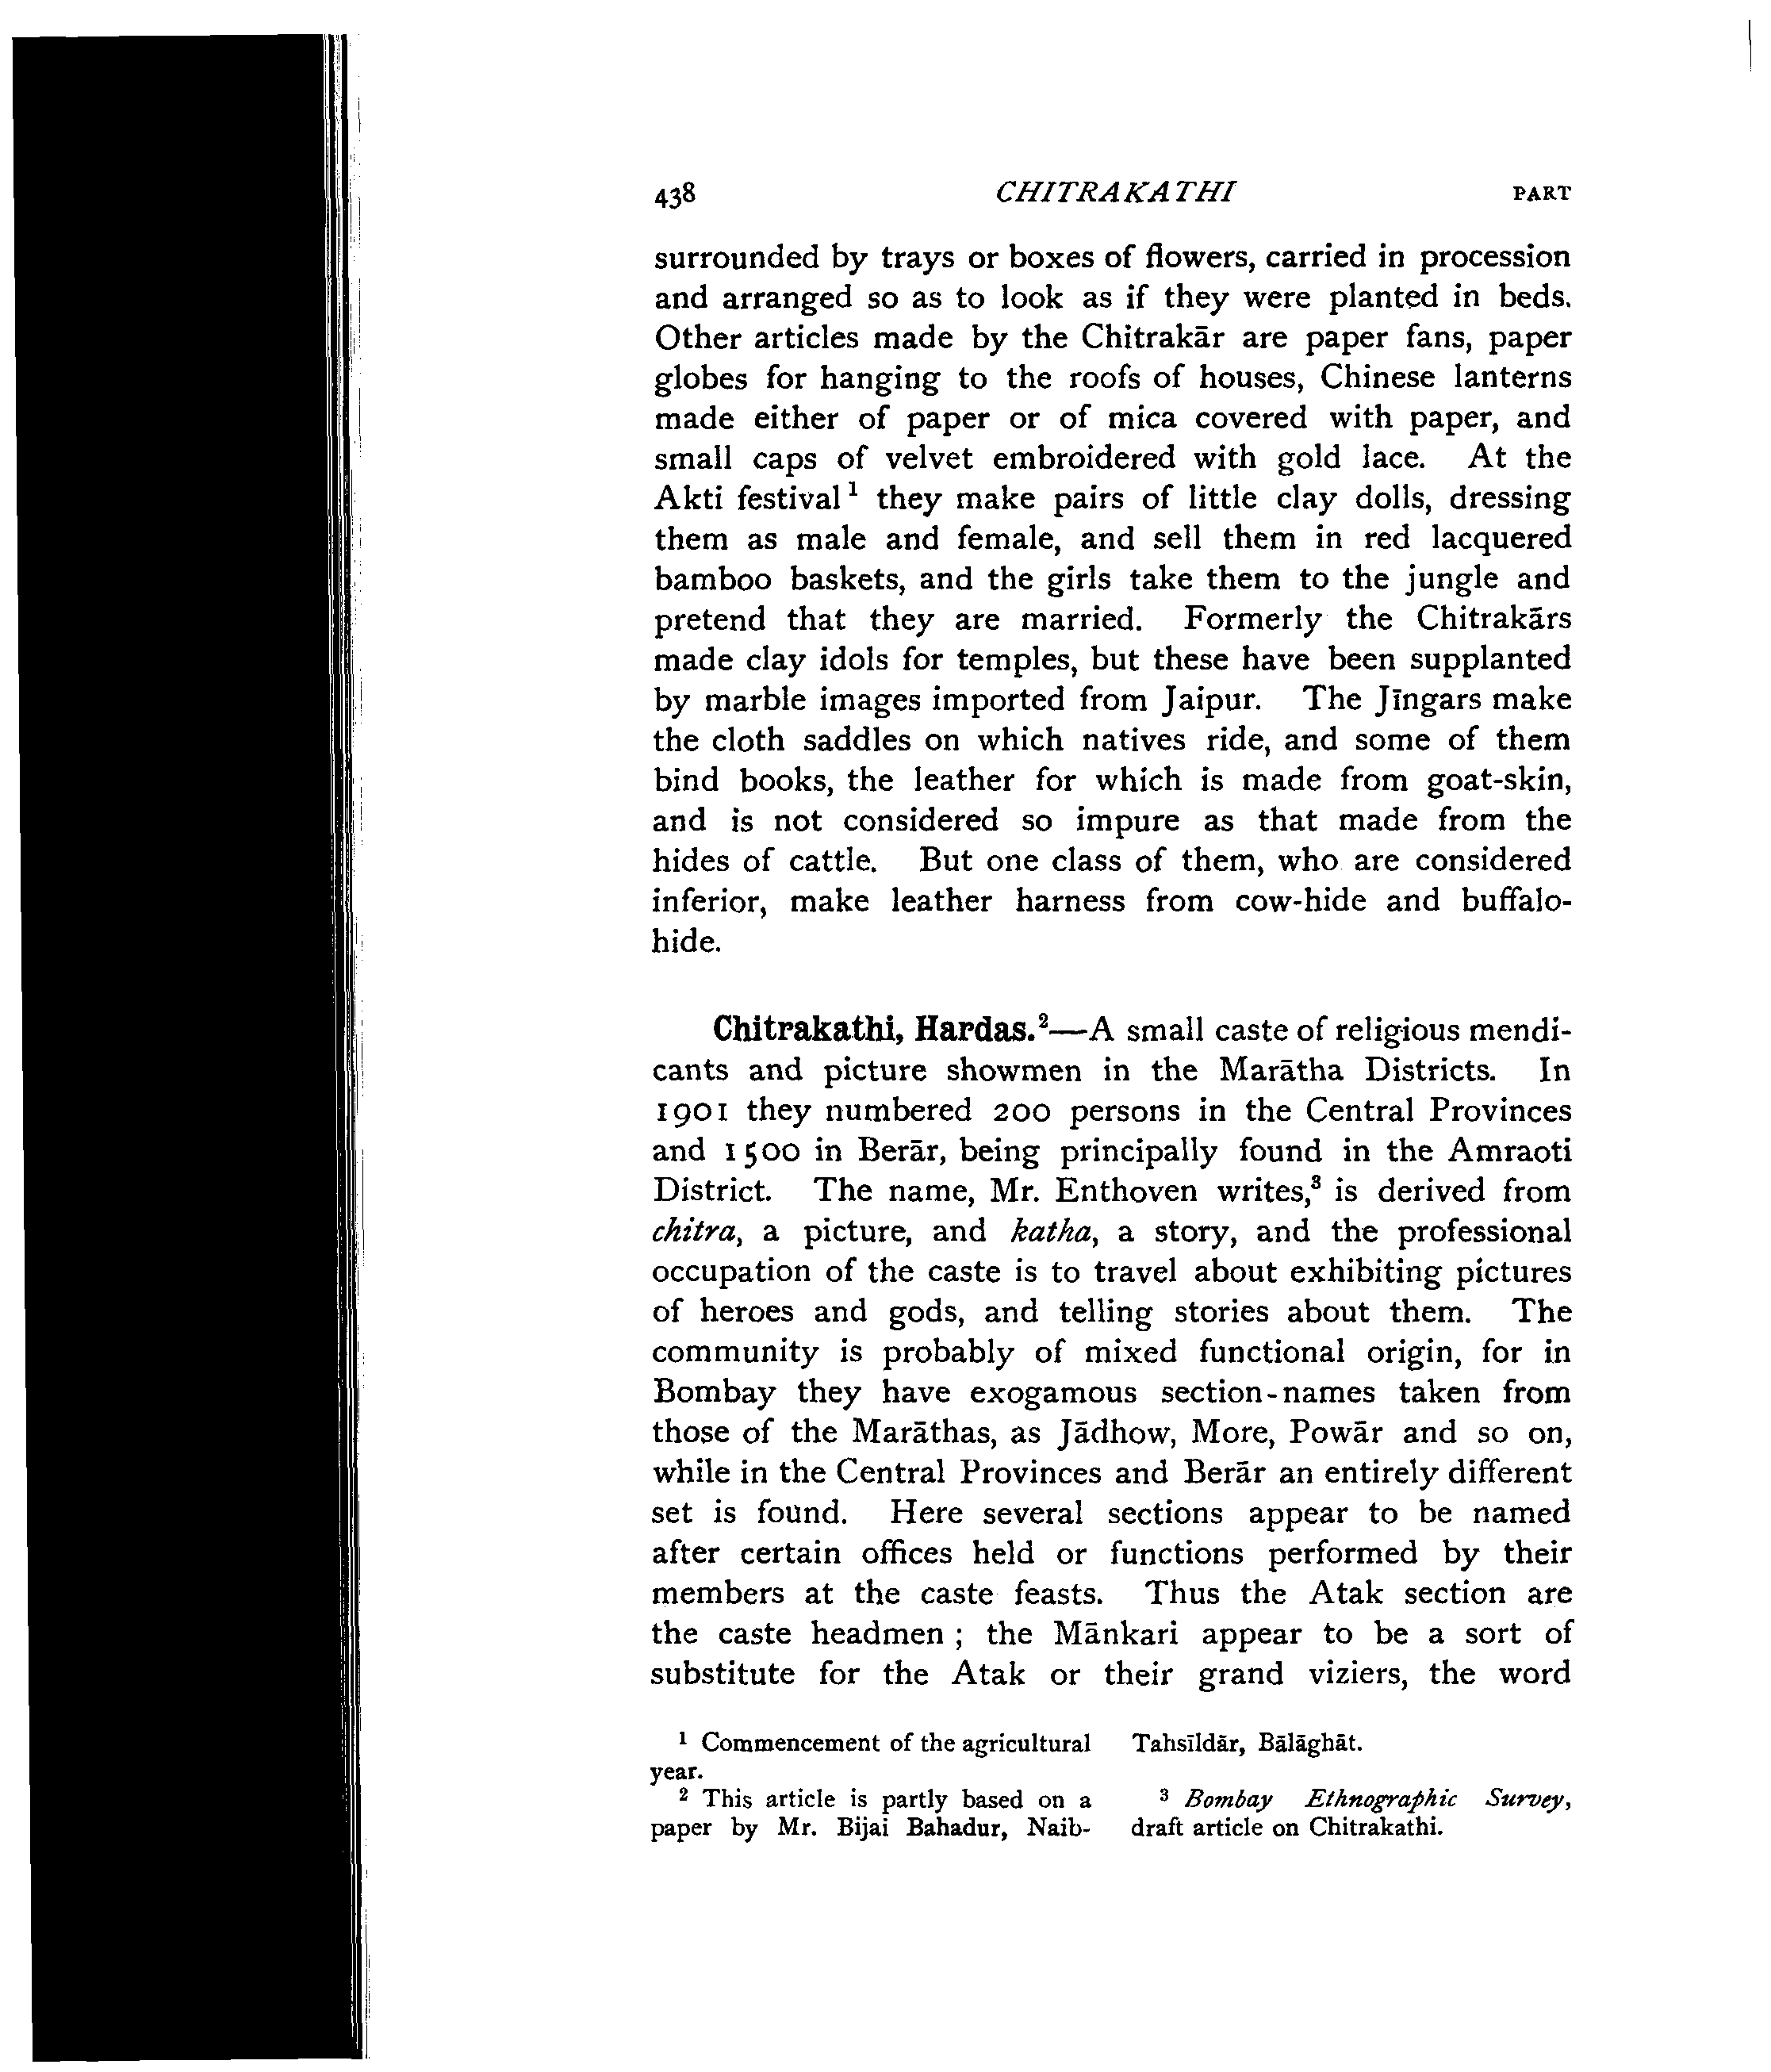 438 CHITRAKATHI PART
surrounded by trays or boxes of flowers, carried in procession
and arranged so as to look as if they were planted in beds.
Other articles made by the Chitrakār are paper fans, paper
globes for hanging to the roofs of houses, Chinese lanterns
made either of paper or of mica covered with paper, and
small caps of velvet embroidered with gold lace. At the
Akti festival¹ they make pairs of little clay dolls, dressing
them as male and female, and sell them in red lacquered
bamboo baskets, and the girls take them to the jungle and
pretend that they are married. Formerly the Chitrakārs
made clay idols for temples, but these have been supplanted
by marble images imported from Jaipur. The Jīngars make
the cloth saddles on which natives ride, and some of them
bind books, the leather for which is made from goat-skin,
and is not considered so impure as that made from the
hides of cattle. But one class of them, who are considered
inferior, make leather harness from cow-hide and buffalo-
hide.
Chitrakathi, Hardas.²—A small caste of religious mendi-
cants and picture showmen in the Marātha Districts. In
1901 they numbered 200 persons in the Central Provinces
and 1500 in Berār, being principally found in the Amraoti
District. The name, Mr. Enthoven writes,³ is derived from
chitra, a picture, and katha, a story, and the professional
occupation of the caste is to travel about exhibiting pictures
of heroes and gods, and telling stories about them. The
community is probably of mixed functional origin, for in
Bombay they have exogamous section-names taken from
those of the Marāthas, as Jādhow, More, Powār and so on,
while in the Central Provinces and Berār an entirely different
set is found. Here several sections appear to be named
after certain offices held or functions performed by their
members at the caste feasts. Thus the Atak section are
the caste headmen; the Mānkari appear to be a sort of
substitute for the Atak or their grand viziers, the word
¹ Commencement of the agricultural
year.
² This article is partly based on a
paper by Mr. Bijai Bahadur, Naib-
Tahsīldār, Bālāghāt.
³ Bombay Ethnographic Survey,
draft article on Chitrakathi.